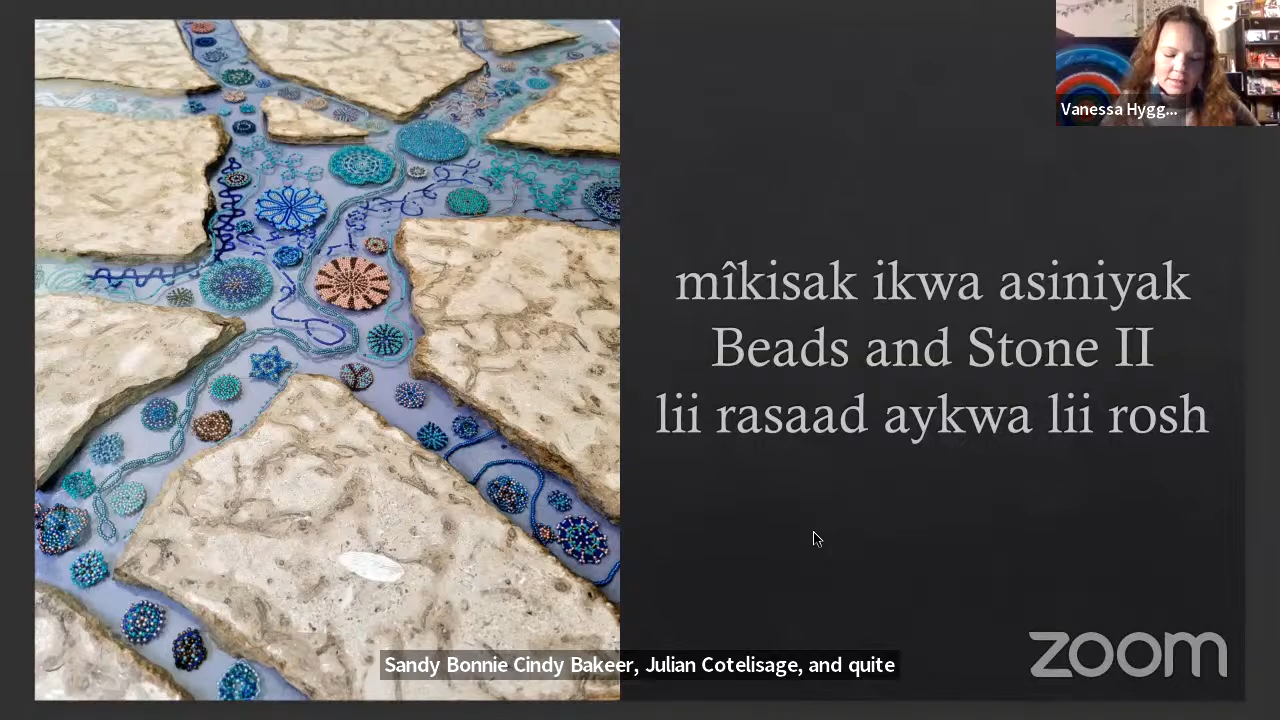 Vanessa Hygg...
mîkisak ikwa asiniyak
Beads and Stone II
lii rasaad aykwa lii rosh
Sandy Bonnie Cindy Bakeer, Julian Cotelisage, and quite
zoom